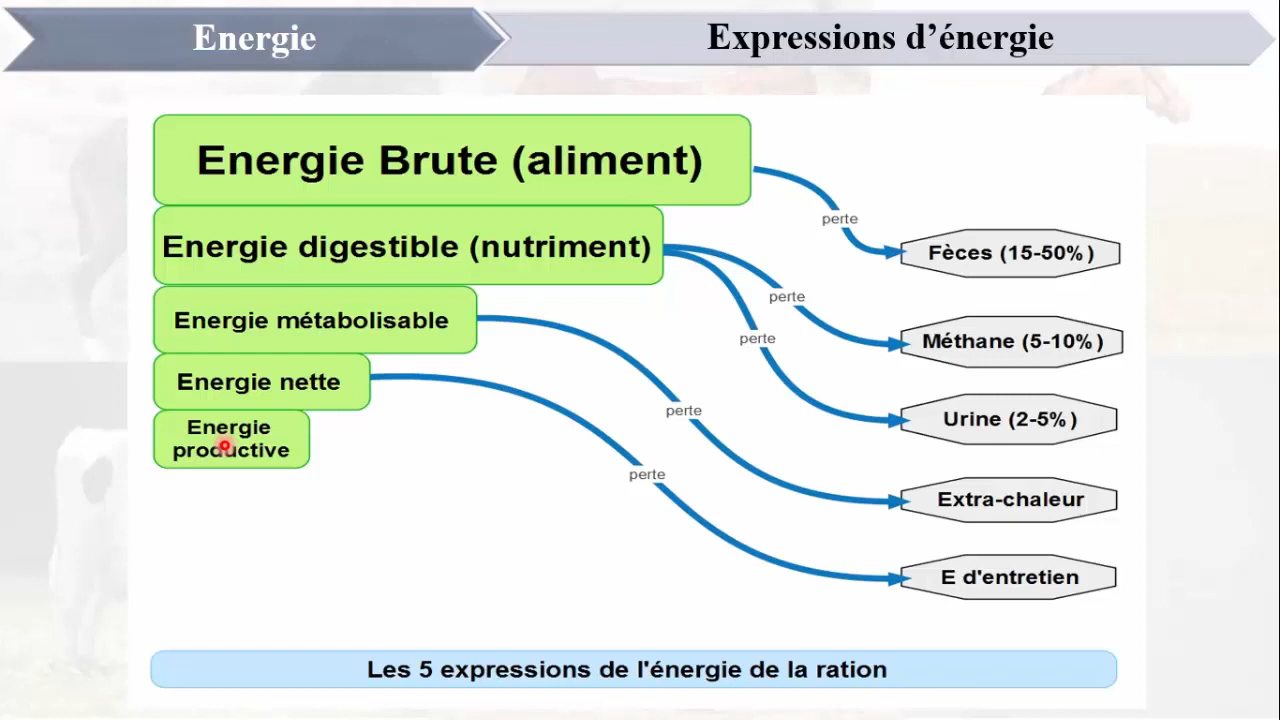 Energie
Expressions d’énergie
Energie Brute (aliment)
perte
Fèces (15-50%)
Energie digestible (nutriment)
perte
Méthane (5-10%)
perte
Urine (2-5%)
Energie métabolisable
perte
Extra-chaleur
Energie nette
perte
E d'entretien
Energie
productive
Les 5 expressions de l'énergie de la ration